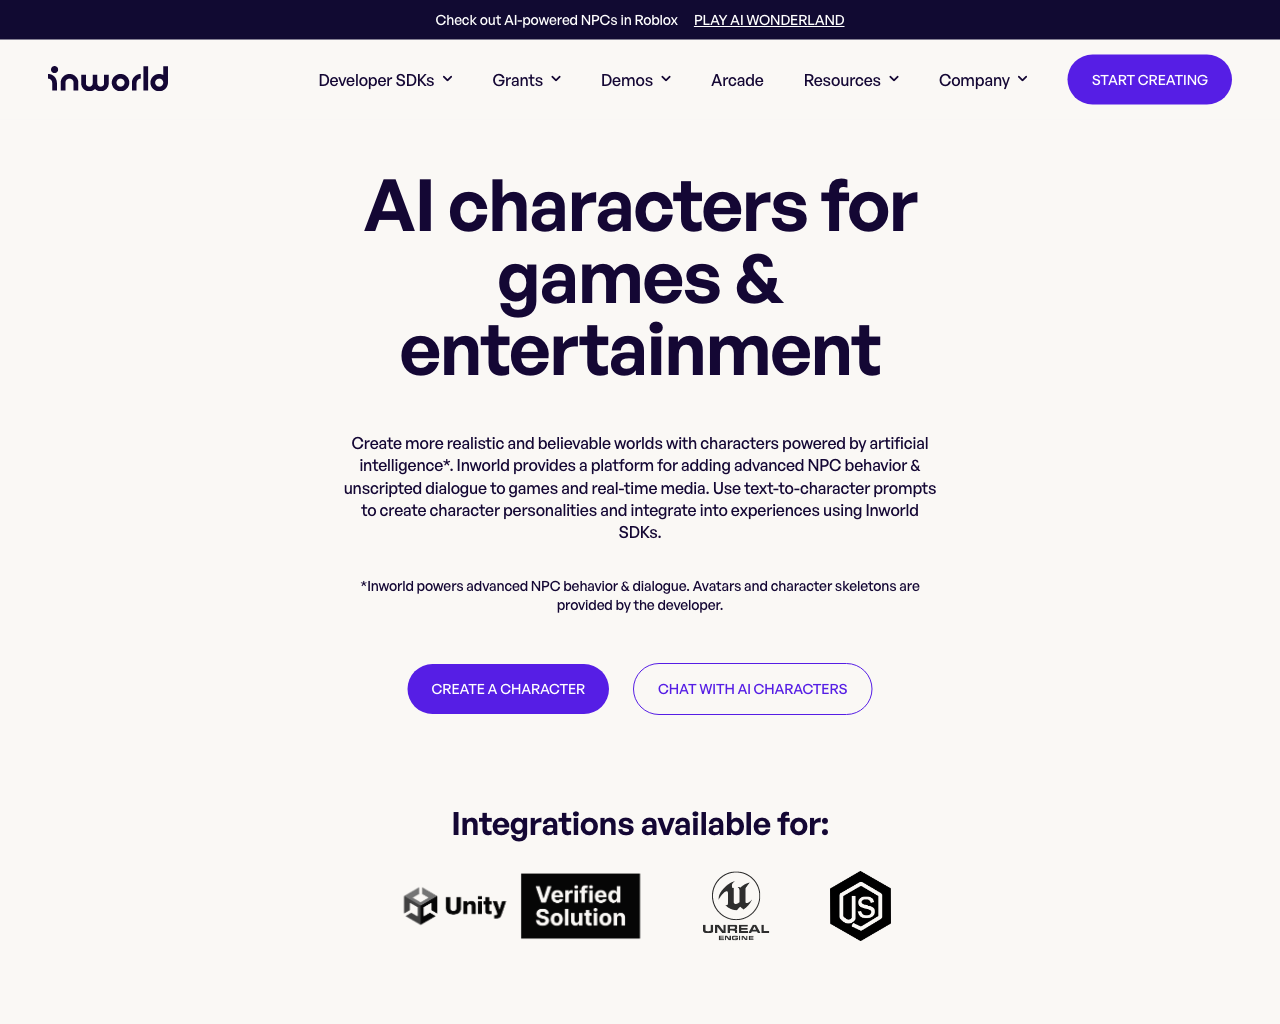 Check out AI-powered NPCs in Roblox PLAY AI WONDERLAND
inworld
Developer SDKs
Grants
Demos
Arcade
Resources
Company
START CREATING
AI characters for
games &
entertainment
Create more realistic and believable worlds with characters powered by artificial
intelligence*. Inworld provides a platform for adding advanced NPC behavior &
unscripted dialogue to games and real-time media. Use text-to-character prompts
to create character personalities and integrate into experiences using Inworld
SDKs.
*Inworld powers advanced NPC behavior & dialogue. Avatars and character skeletons are
provided by the developer.
CREATE A CHARACTER
CHAT WITH AI CHARACTERS
Integrations available for:
Unity
Verified
Solution
UNREAL
ENGINE
JS